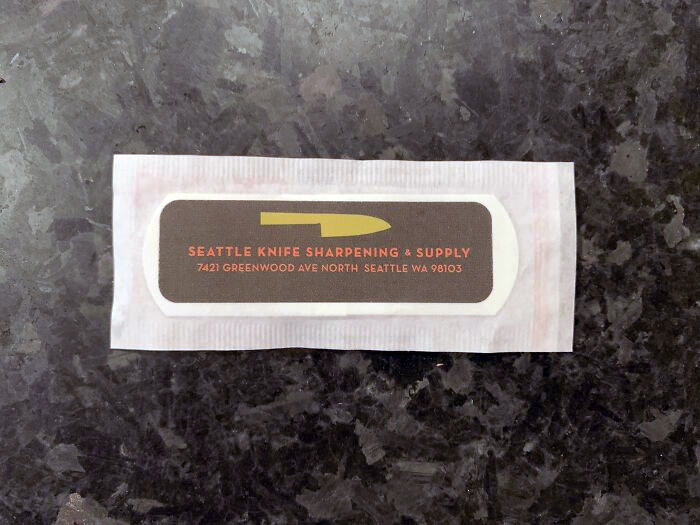 SEATTLE KNIFE SHARPENING & SUPPLY
7421 GREENWOOD AVE NORTH SEATTLE WA 98103